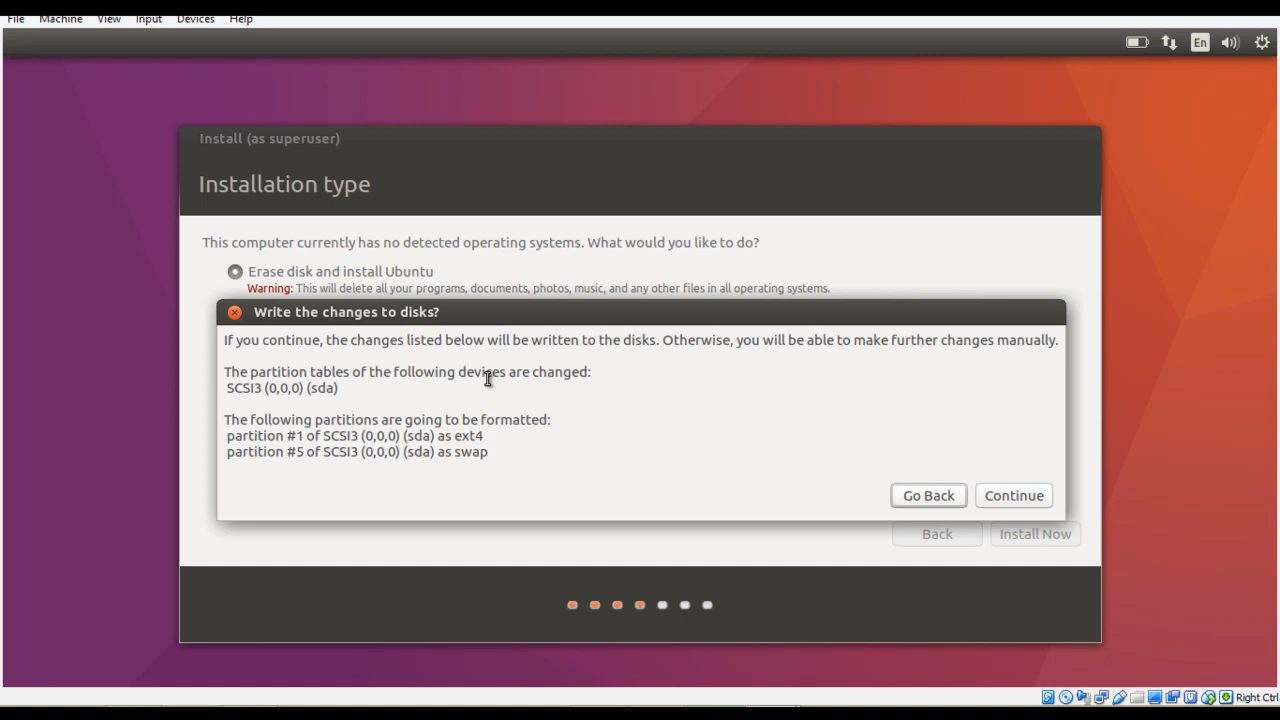 File Machine View Input Devices Help
En
Install (as superuser)
Installation type
This computer currently has no detected operating systems. What would you like to do?
Erase disk and install Ubuntu
Warning: This will delete all your programs, documents, photos, music, and any other files in all operating systems.
Write the changes to disks?
If you continue, the changes listed below will be written to the disks. Otherwise, you will be able to make further changes manually.
The partition tables of the following devices are changed:
SCSI3 (0,0,0) (sda)
The following partitions are going to be formatted:
partition #1 of SCSI3 (0,0,0) (sda) as ext4
partition #5 of SCSI3 (0,0,0) (sda) as swap
Go Back Continue
Back Install Now
Right Ctrl